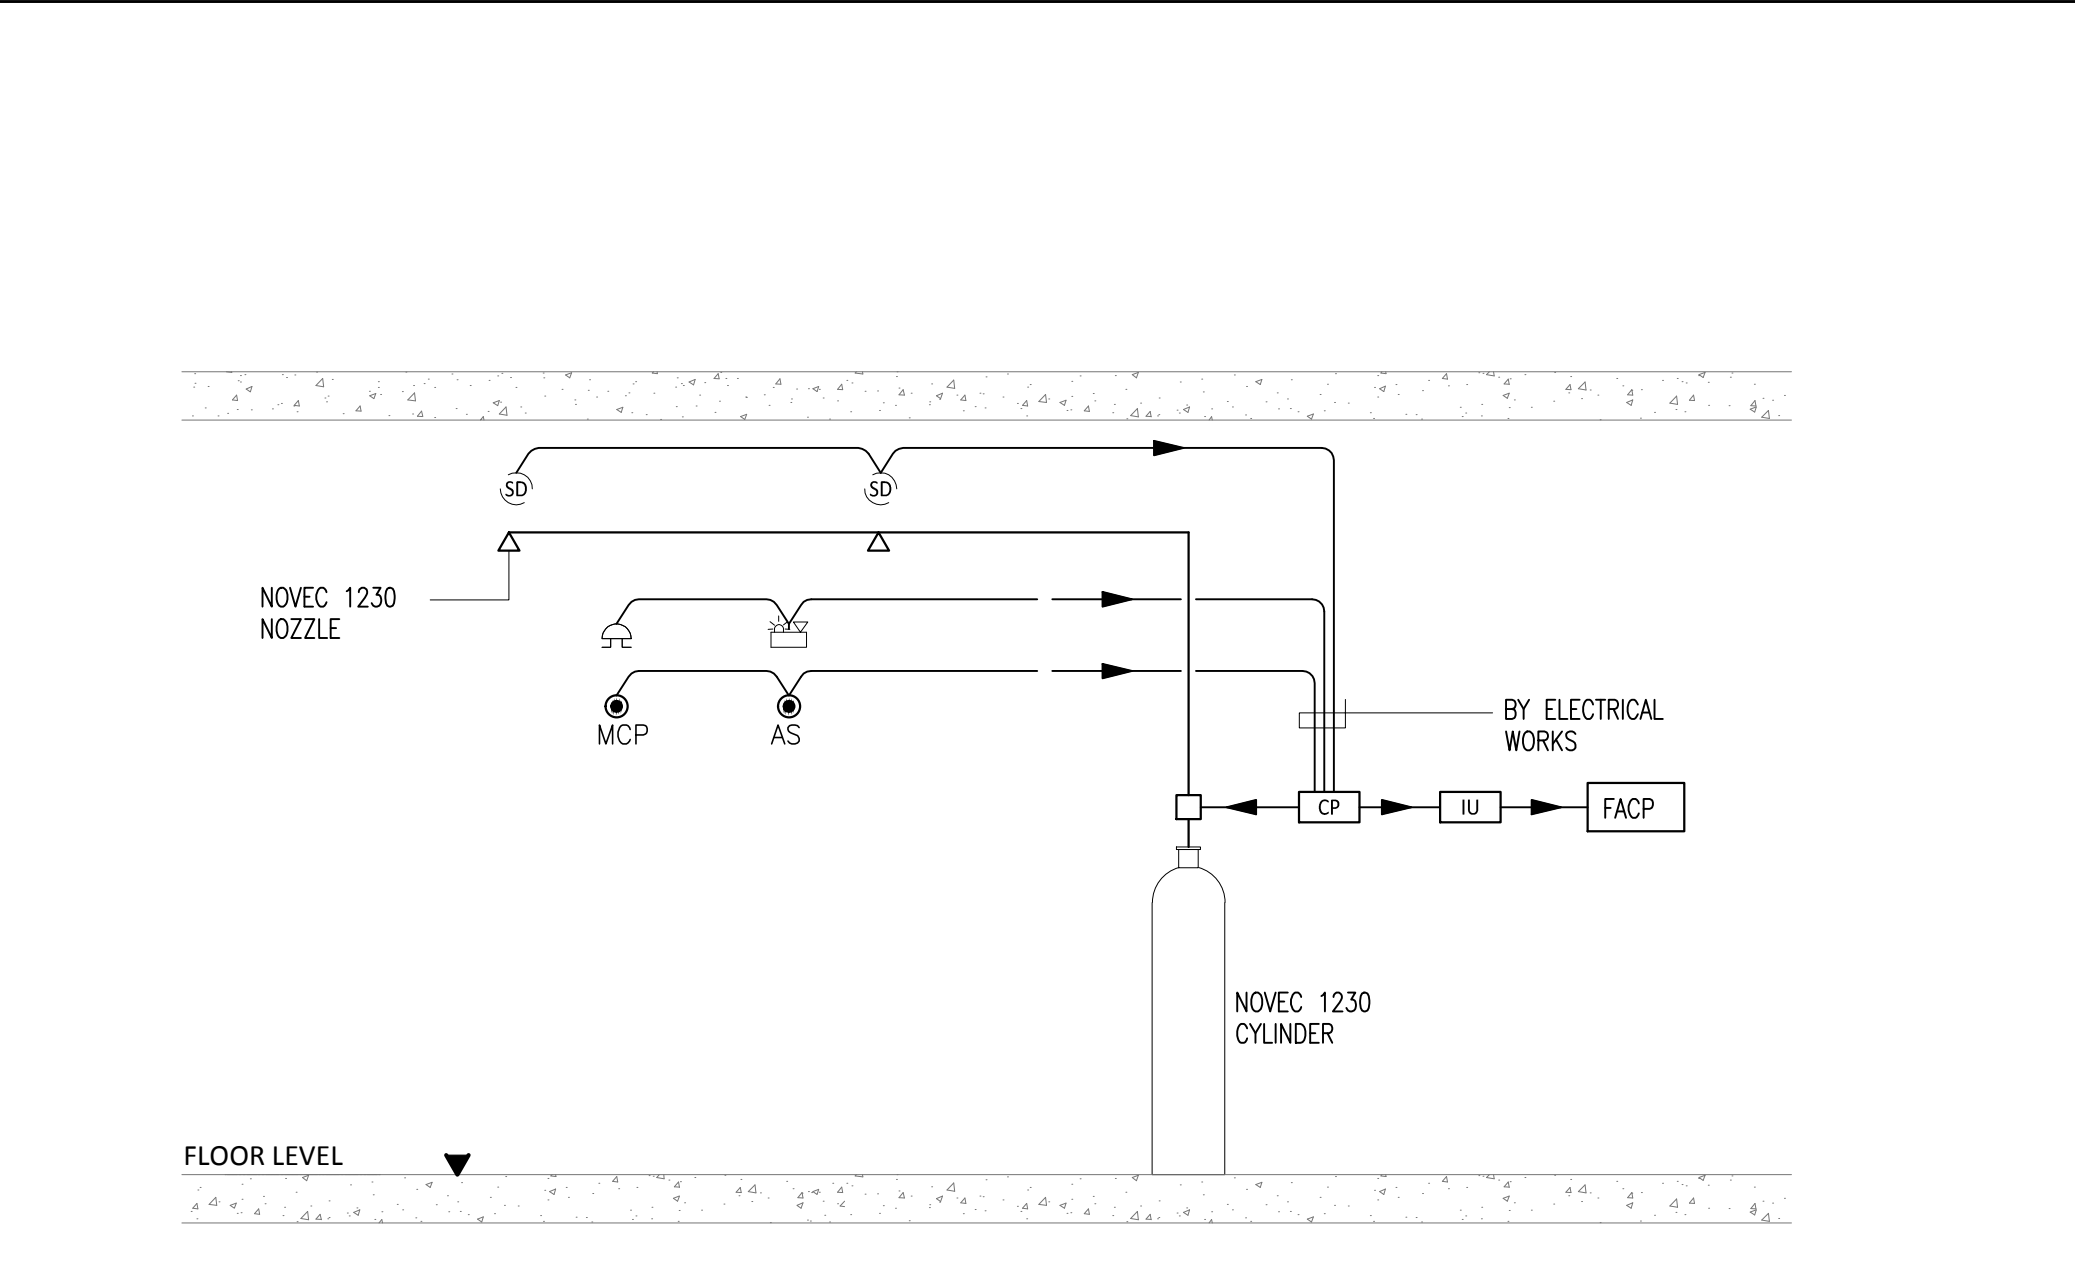 SD
SD
NOVEC 1230
NOZZLE
MCP
AS
BY ELECTRICAL
WORKS
CP
IU
FACP
NOVEC 1230
CYLINDER
FLOOR LEVEL